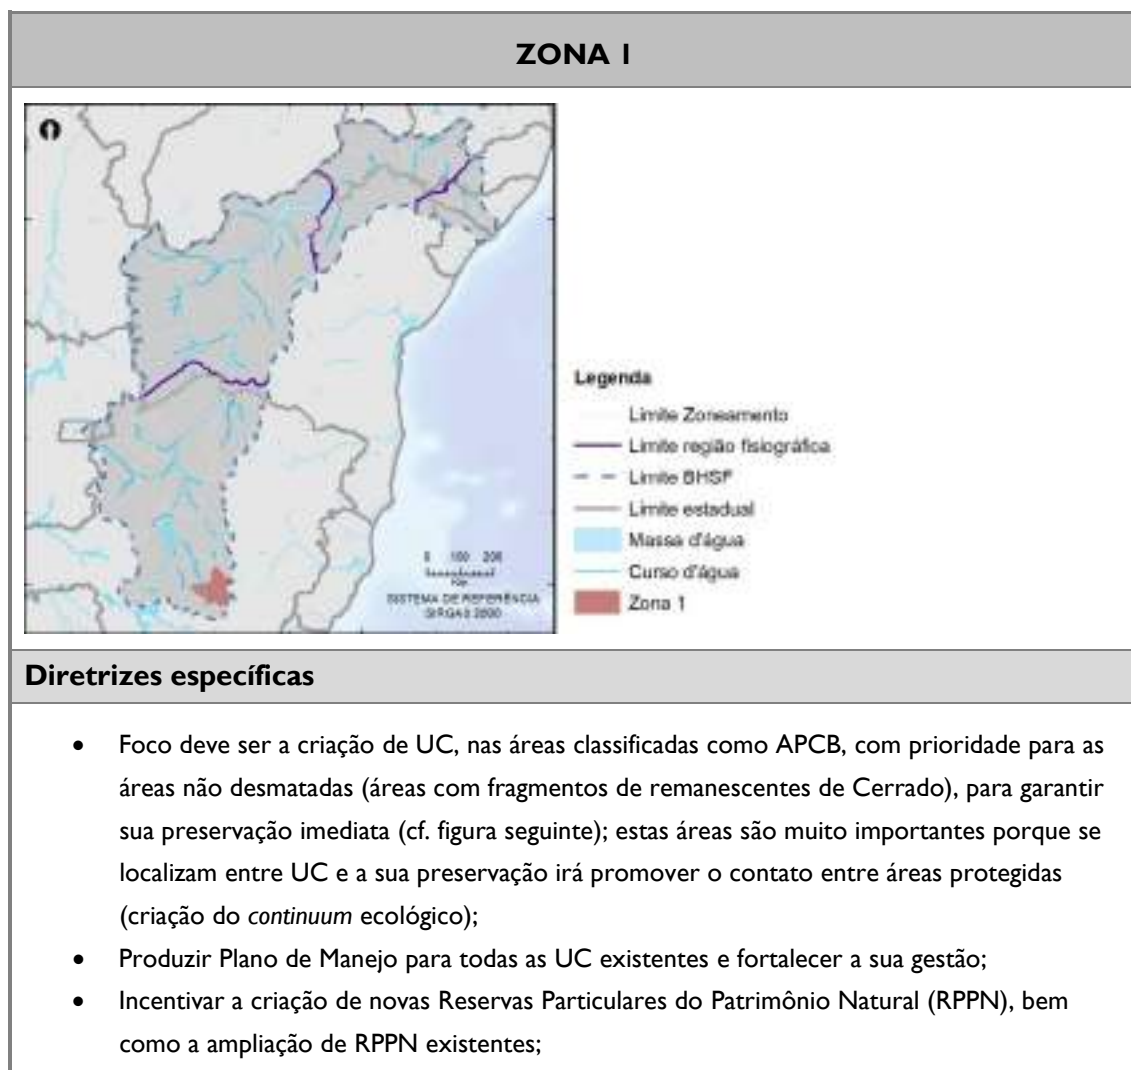 ZONA 1
0 100 200
Km
SISTEMA DE REFERÊNCIA
SIRGAS 2000
Legenda
Limite Zoneamento
Limite região fisiográfica
Limite BHSF
Limite estadual
Massa d'água
Curso d'água
Zona 1
Diretrizes específicas
• Foco deve ser a criação de UC, nas áreas classificadas como APCB, com prioridade para as
áreas não desmatadas (áreas com fragmentos de remanescentes de Cerrado), para garantir
sua preservação imediata (cf. figura seguinte); estas áreas são muito importantes porque se
localizam entre UC e a sua preservação irá promover o contato entre áreas protegidas
(criação do continuum ecológico);
• Produzir Plano de Manejo para todas as UC existentes e fortalecer a sua gestão;
• Incentivar a criação de novas Reservas Particulares do Patrimônio Natural (RPPN), bem
como a ampliação de RPPN existentes;